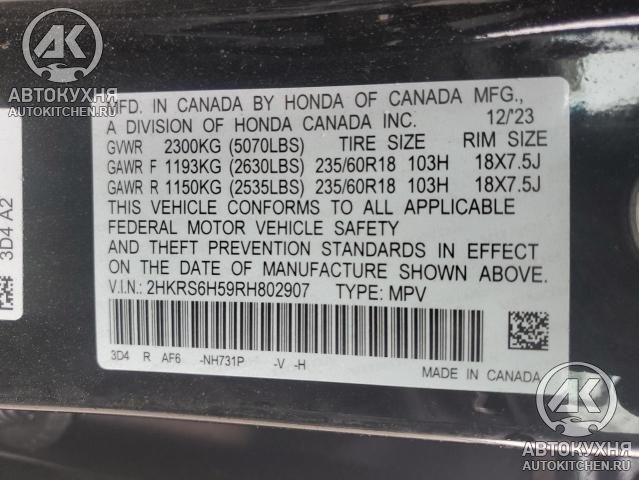 AK
АВТОКУХНЯ
AUTOKITCHEN.RU
MFD. IN CANADA BY HONDA OF CANADA MFG.,
A DIVISION OF HONDA CANADA INC. 12/'23
GVWR 2300KG (5070LBS) TIRE SIZE RIM SIZE
GAWR F 1193KG (2630LBS) 235/60R18 103H 18X7.5J
GAWR R 1150KG (2535LBS) 235/60R18 103H 18X7.5J
THIS VEHICLE CONFORMS TO ALL APPLICABLE
FEDERAL MOTOR VEHICLE SAFETY
AND THEFT PREVENTION STANDARDS IN EFFECT
ON THE DATE OF MANUFACTURE SHOWN ABOVE.
V.I.N.: 2HKRS6H59RH802907 TYPE: MPV
3D4 R AF6 -NH731P -V -H
MADE IN CANADA
3D4 A2
AK
АВТОКУХНЯ
AUTOKITCHEN.RU